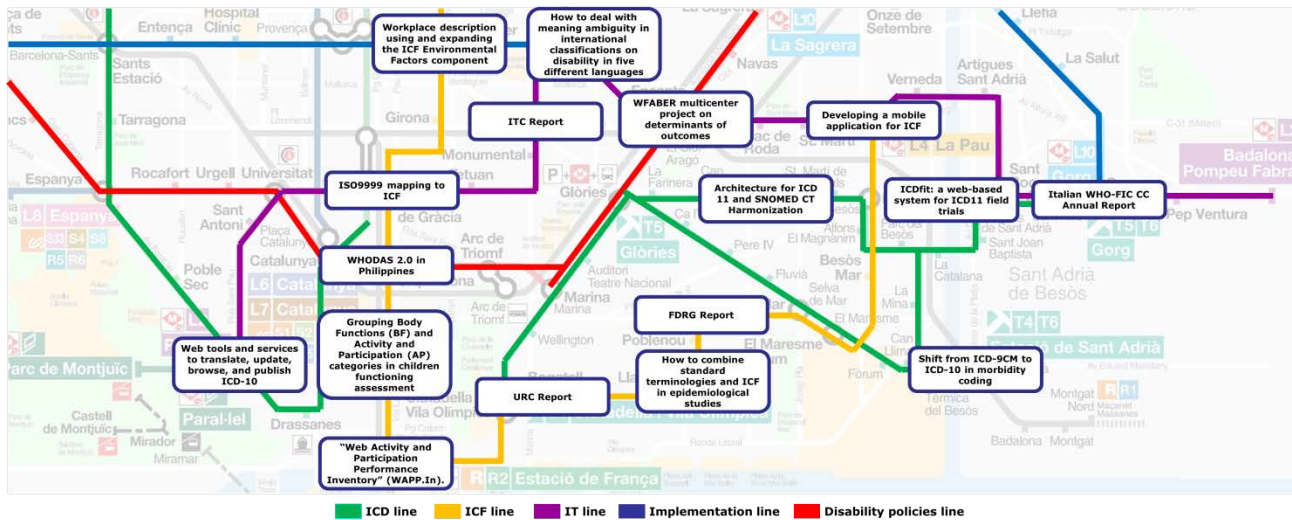 Workplace description
using and expanding
the ICF Environmental
Factors component
How to deal with
meaning ambiguity in
international classifications on
disability in five
different languages
ITC Report
WFABER multicenter
project on
determinants of
outcomes
Developing a mobile
application for ICF
ISO9999 mapping to
ICF
Architecture for ICD
11 and SNOMED CT
Harmonization
ICDfit: a web-based
system for ICD11 field
trials
Italian WHO-FIC CC
Annual Report
WHODAS 2.0 in
Philippines
Grouping Body
Functions (BF) and
Activity and
Participation (AP)
categories in children
functioning
assessment
Web tools and services
to translate, update,
browse, and publish
ICD-10
FDRG Report
How to combine
standard
terminologies and ICF
in epidemiological
studies
Shift from ICD-9CM to
ICD-10 in morbidity
coding
URC Report
“Web Activity and
Participation
Performance
Inventory” (WAPP.In).
Entença
Hospital
Clínic
Provença
Sants
Estació
Tarragona
Rocafort
Urgell
Universitat
Espanya
Sant
Antoni
Poble
Sec
Catalunya
Parc de Montjuïc
Paral·lel
Drassanes
Castell
de Montjuïc
Mirador
Miramar
Girona
Monumental
Glòries
Arc de
Triomf
Marina
Auditori
Teatre Nacional
Wellington
Poblenou
La Sagrera
Navas
Onze de
Setembre
Llefià
La Salut
Verneda
Artigues
Sant Adrià
L4 La Pau
Badalona
Pompeu Fabra
Pep Ventura
Gorg
Sant Adrià
de Besòs
Estació de Sant Adrià
Pere IV
Fluvià
Selva
de Mar
El Maresme
Besòs
Mar
La
Catalana
La
Mina
Sant Joan
Baptista
Fòrum
Tèrmica
del Besòs
Badalona
Montgat
Montgat
Nord
R2 Estació de França
ICD line
ICF line
IT line
Implementation line
Disability policies line